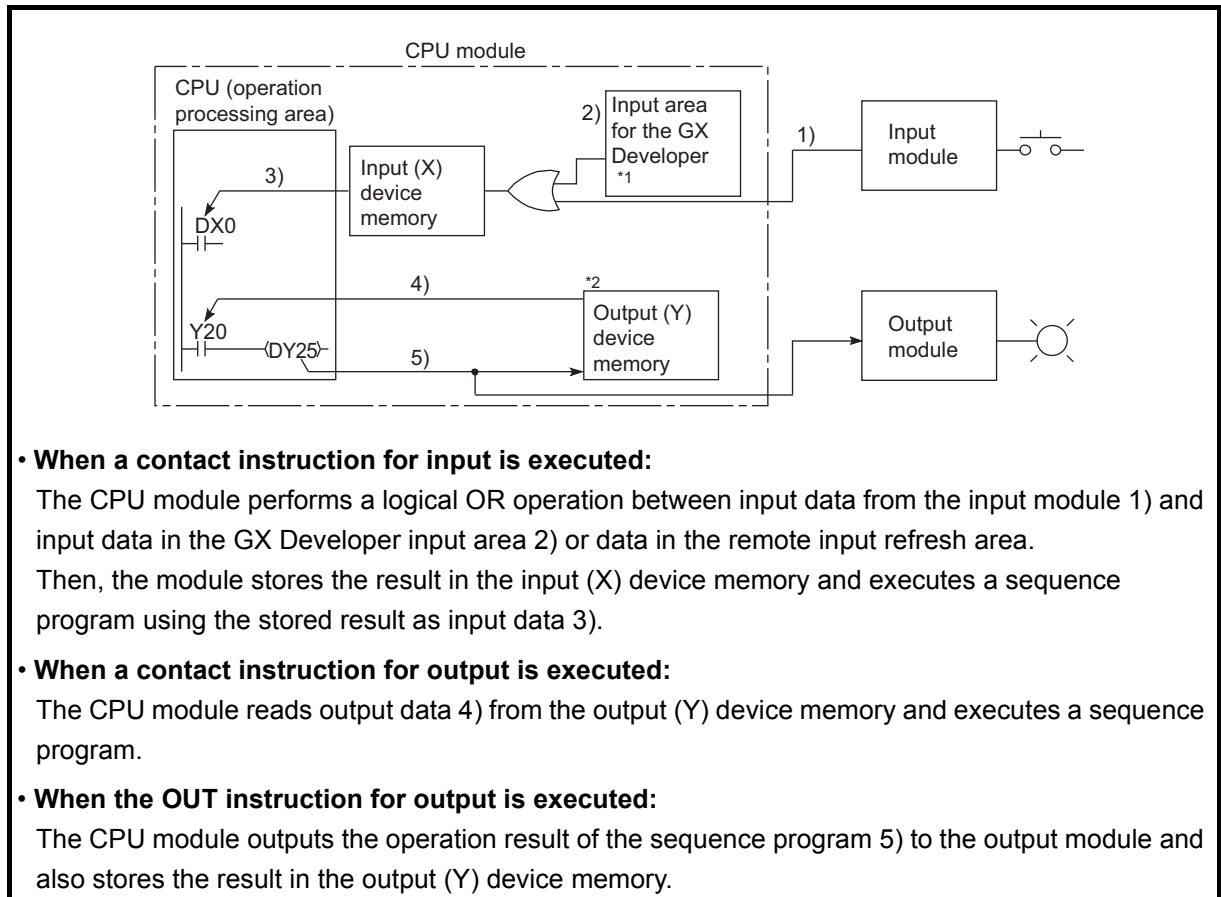 CPU module
CPU (operation
processing area)
2)
Input area
for the GX
Developer
*1
1)
Input
module
3)
Input (X)
device
memory
DX0
4)
*2
Output (Y)
device
memory
Y20
DY25
5)
Output
module
• When a contact instruction for input is executed:
The CPU module performs a logical OR operation between input data from the input module 1) and
input data in the GX Developer input area 2) or data in the remote input refresh area.
Then, the module stores the result in the input (X) device memory and executes a sequence
program using the stored result as input data 3).
• When a contact instruction for output is executed:
The CPU module reads output data 4) from the output (Y) device memory and executes a sequence
program.
• When the OUT instruction for output is executed:
The CPU module outputs the operation result of the sequence program 5) to the output module and
also stores the result in the output (Y) device memory.